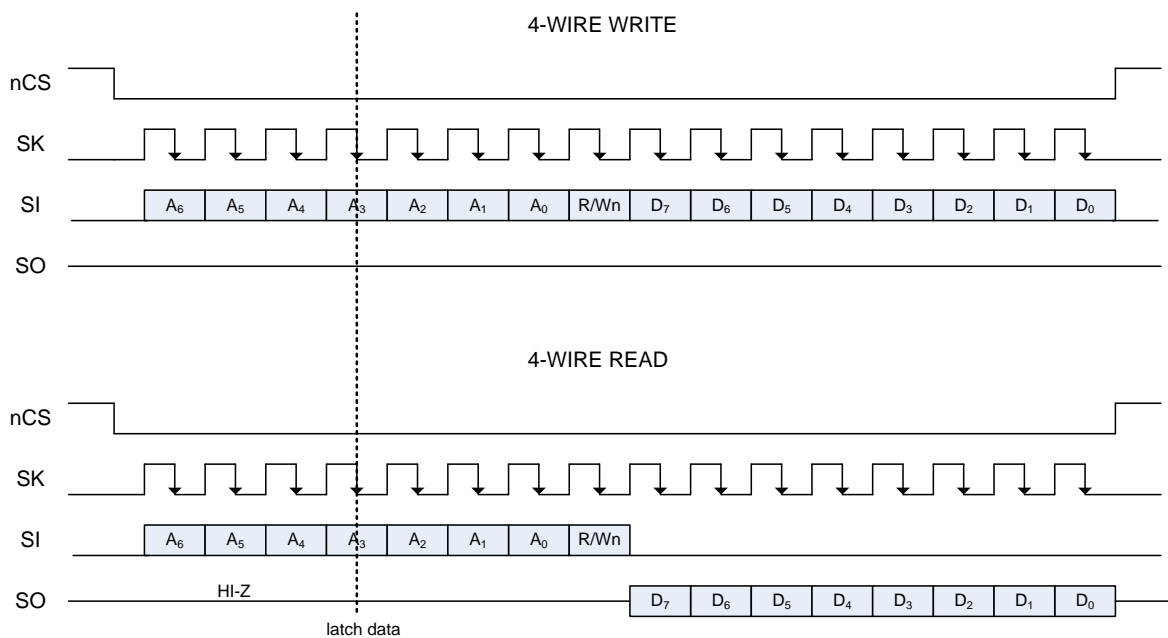 4-WIRE WRITE
nCS
SK
SI A6 A5 A4 A3 A2 A1 A0 R/Wn D7 D6 D5 D4 D3 D2 D1 D0
SO
4-WIRE READ
nCS
SK
SI A6 A5 A4 A3 A2 A1 A0 R/Wn
SO HI-Z D7 D6 D5 D4 D3 D2 D1 D0
latch data